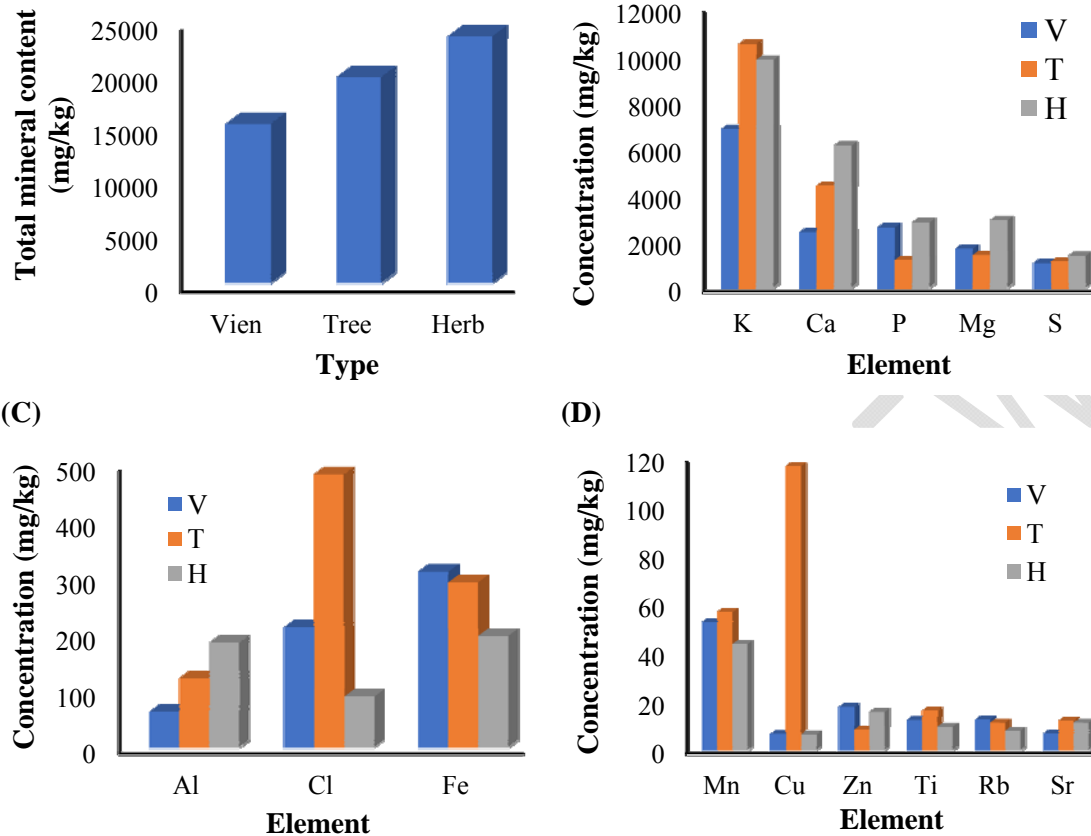 Total mineral content
(mg/kg)
25000
20000
15000
10000
5000
0
Vien Tree Herb
Type
Concentration (mg/kg)
12000
10000
8000
6000
4000
2000
0
V
T
H
K Ca P Mg S
Element
(C)
Concentration (mg/kg)
500
400
300
200
100
0
V
T
H
Al Cl Fe
Element
(D)
Concentration (mg/kg)
120
100
80
60
40
20
0
V
T
H
Mn Cu Zn Ti Rb Sr
Element